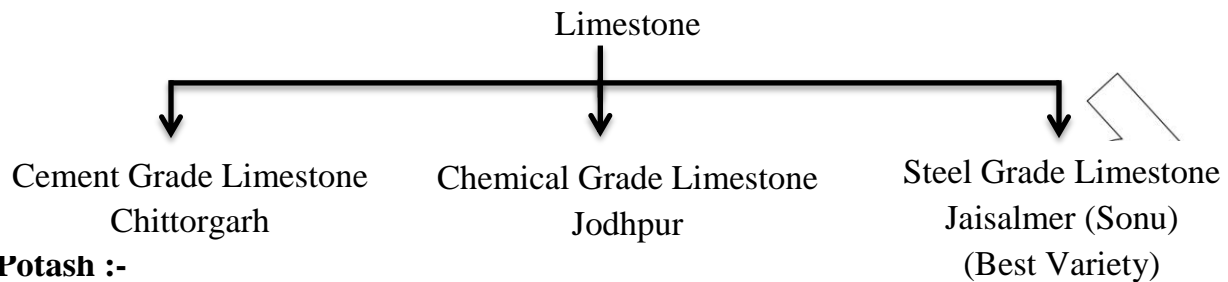 Limestone
Cement Grade Limestone
Chittorgarh
Chemical Grade Limestone
Jodhpur
Steel Grade Limestone
Jaisalmer (Sonu)
(Best Variety)
Potash :-